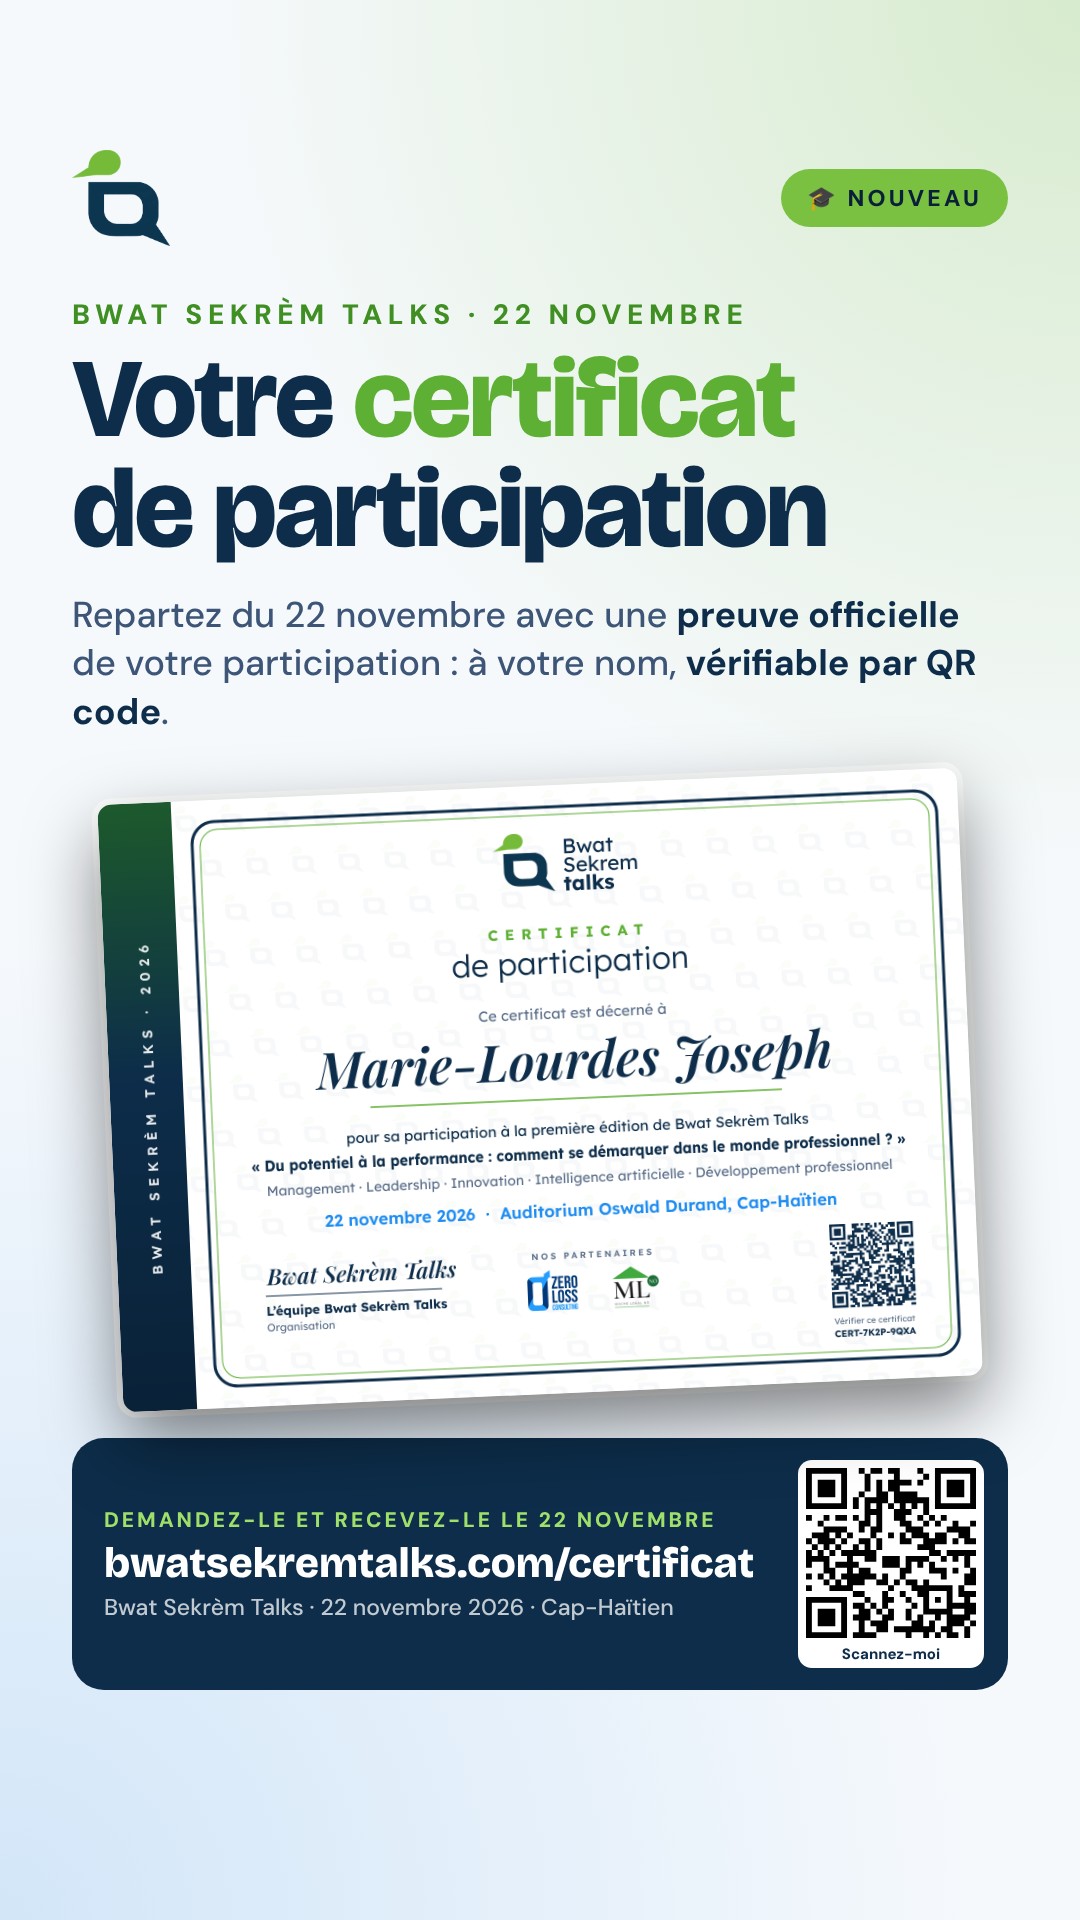 🎓 NOUVEAU
BWAT SEKRÈM TALKS · 22 NOVEMBRE
Votre certificat
de participation
Repartez du 22 novembre avec une preuve officielle
de votre participation : à votre nom, vérifiable par QR
code.
BWAT SEKRÈM TALKS · 2026
Bwat
Sekrem
talks
CERTIFICAT
de participation
Ce certificat est décerné à
Marie-Lourdes Joseph
pour sa participation à la première édition de Bwat Sekrèm Talks
« Du potentiel à la performance : comment se démarquer dans le monde professionnel ? »
Management · Leadership · Innovation · Intelligence artificielle · Développement professionnel
22 novembre 2026 · Auditorium Oswald Durand, Cap-Haïtien
Bwat Sekrèm Talks
L'équipe Bwat Sekrèm Talks
Organisation
NOS PARTENAIRES
ZERO
LOSS
CONSULTING
ML
Vérifier ce certificat
CERT-7K2P-9QXA
DEMANDEZ-LE ET RECEVEZ-LE LE 22 NOVEMBRE
bwatsekremtalks.com/certificat
Bwat Sekrèm Talks · 22 novembre 2026 · Cap-Haïtien
Scannez-moi